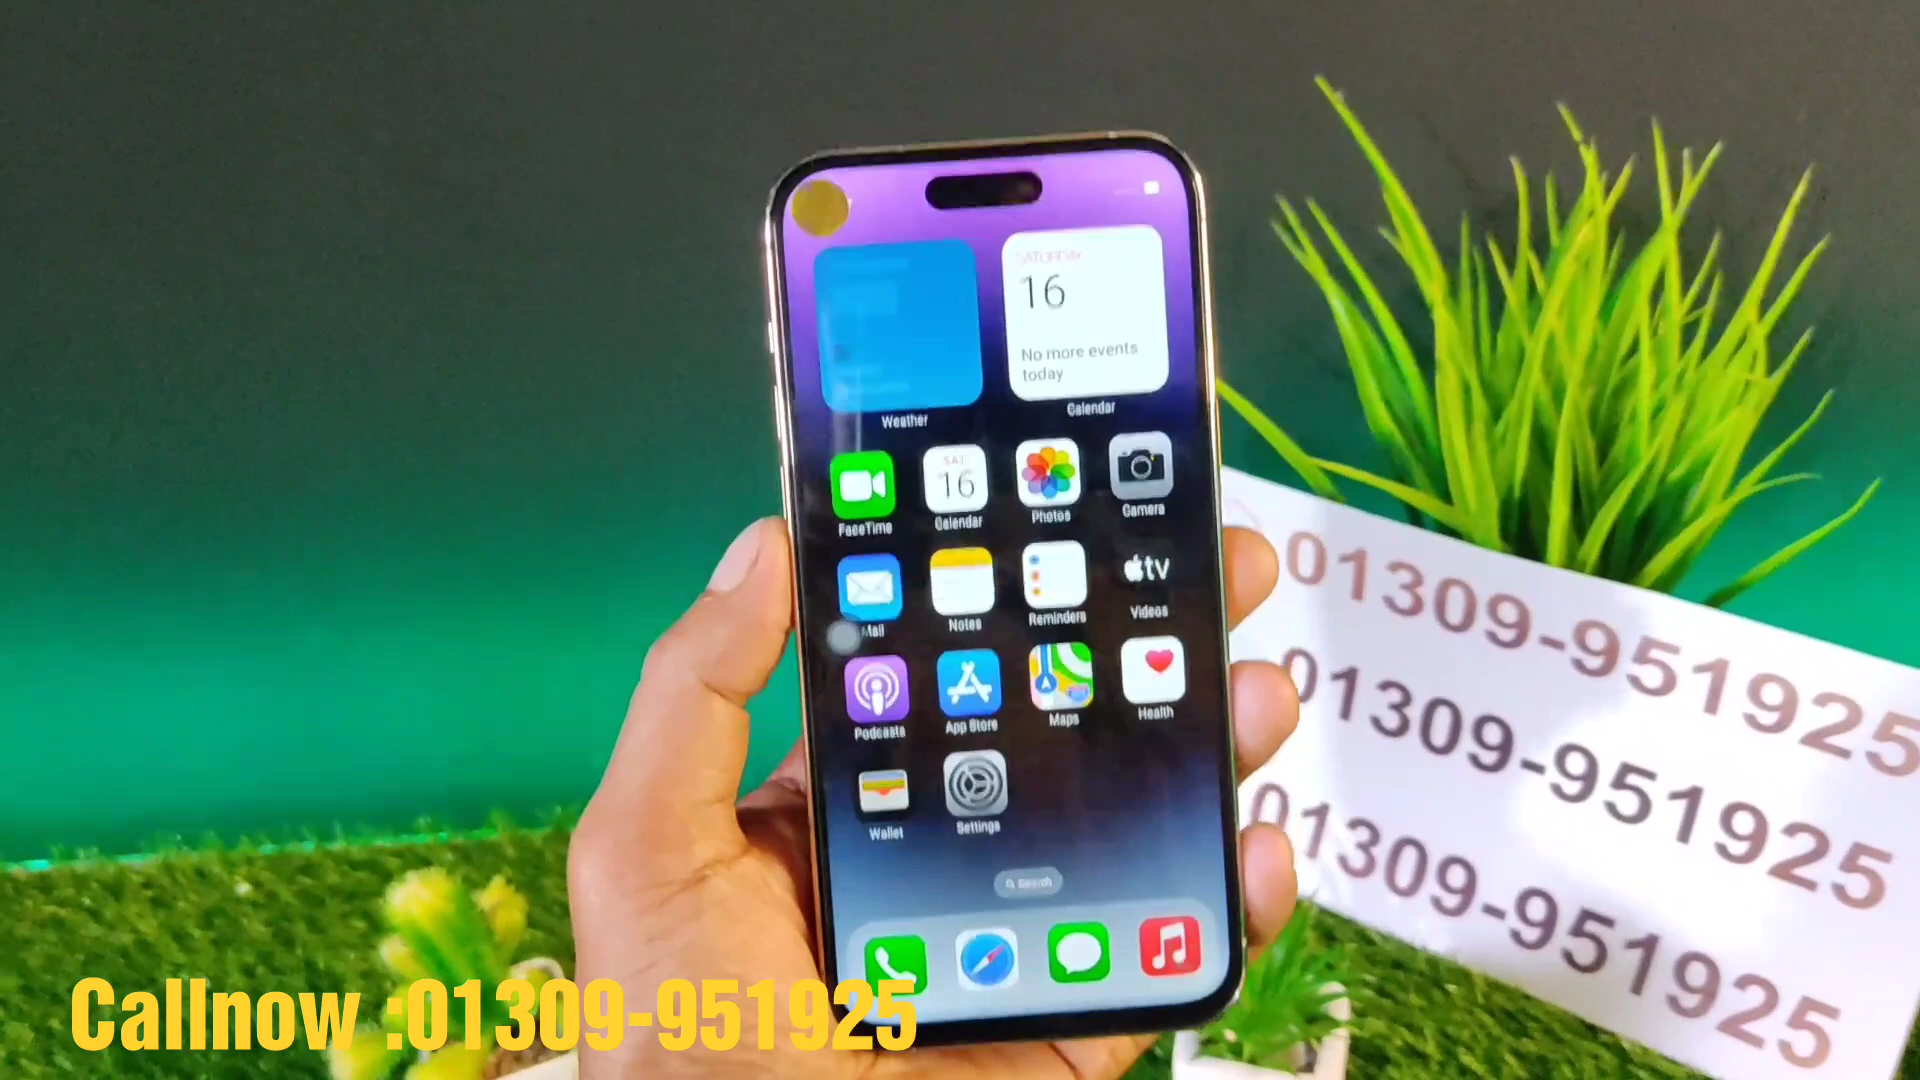 SATURDAY
16
No more events
today
Weather
Calendar
FaceTime
SAT
16
Calendar
Photos
Camera
Mail
Notes
Reminders
tv
Videos
Podcasts
App Store
Maps
Health
Wallet
Settings
Search
01309-951925
01309-951925
01309-951925
Callnow :01309-951925